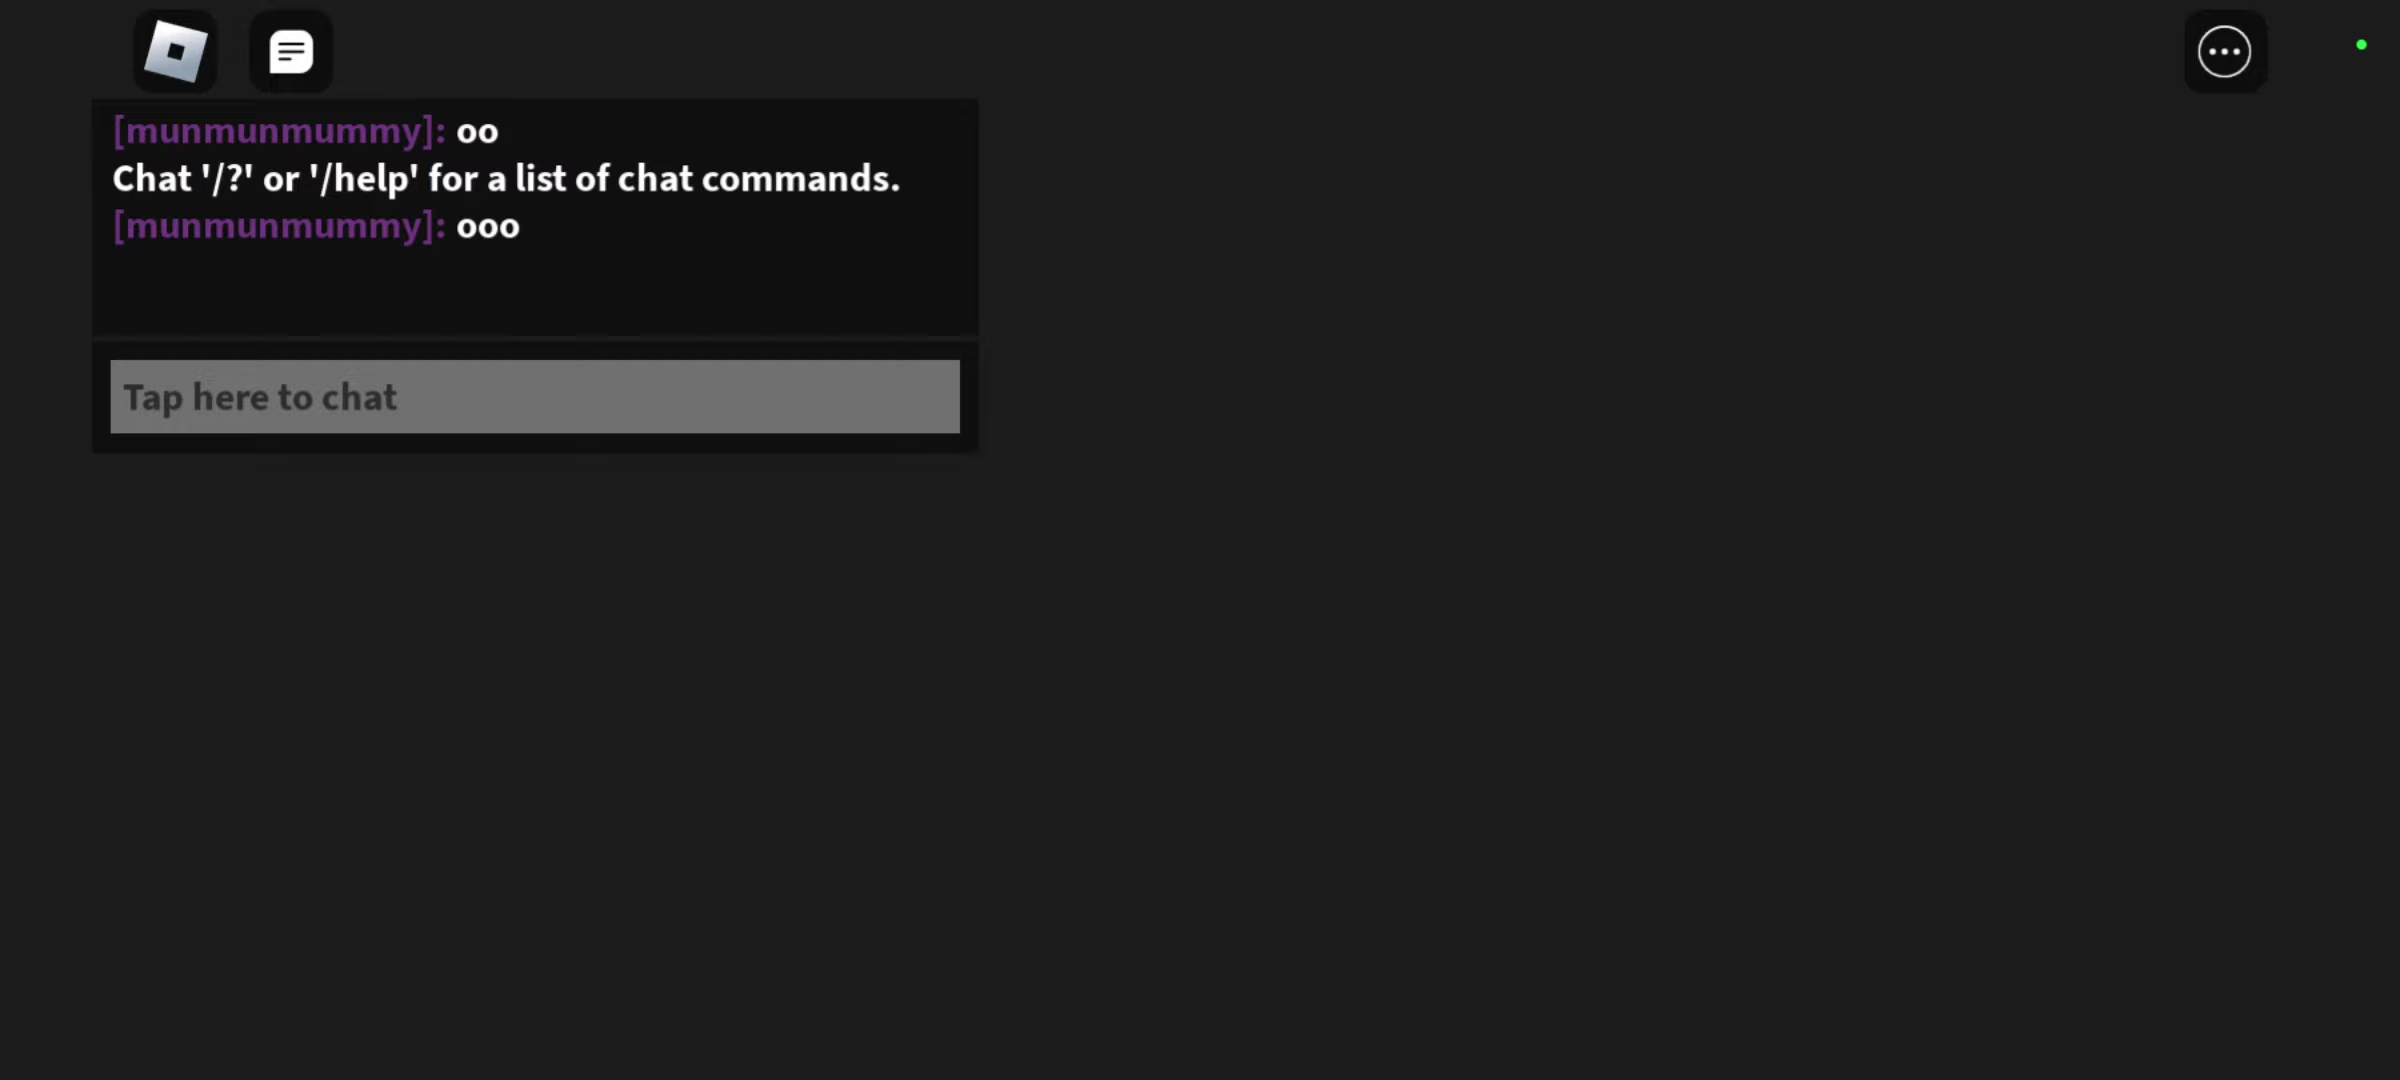 [munmunmummy]: oo
Chat '/?' or '/help' for a list of chat commands.
[munmunmummy]: ooo
Tap here to chat